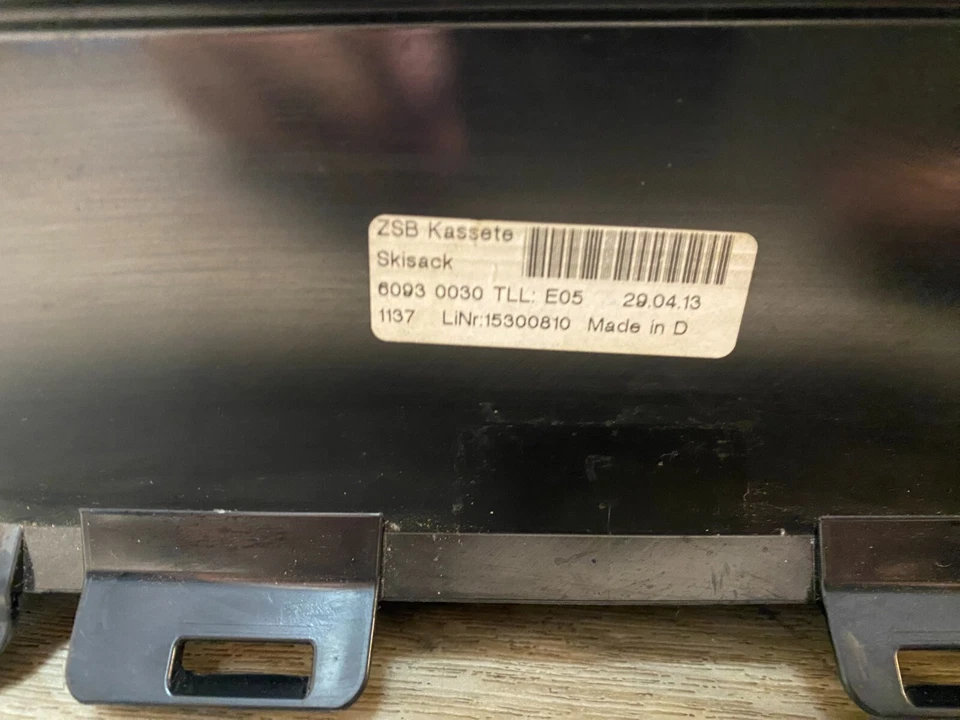 ZSB Kassete
Skisack
6093 0030 TLL: E05 29.04.13
1137 LiNr:15300810 Made in D